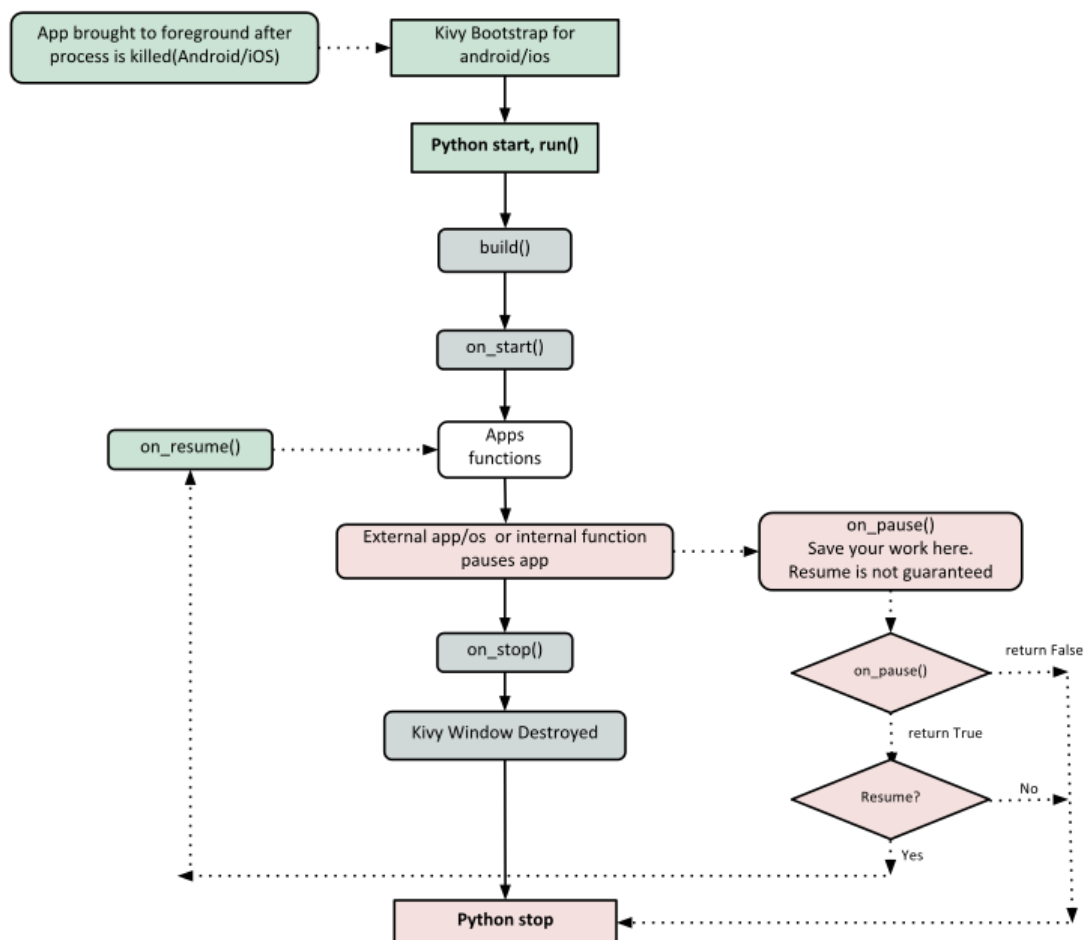 App brought to foreground after
process is killed(Android/iOS)
Kivy Bootstrap for
android/ios
Python start, run()
build()
on_start()
on_resume()
Apps
functions
External app/os or internal function
pauses app
on_pause()
Save your work here.
Resume is not guaranteed
on_stop()
on_pause()
return False
Kivy Window Destroyed
return True
Resume?
No
Yes
Python stop